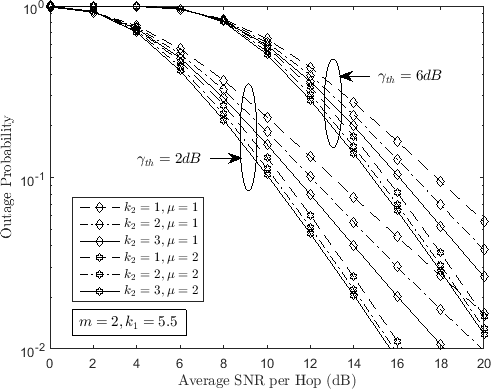 10^0
10^-1
10^-2
Outage Probability
γ_th = 6dB
γ_th = 2dB
k_2 = 1, μ = 1
k_2 = 2, μ = 1
k_2 = 3, μ = 1
k_2 = 1, μ = 2
k_2 = 2, μ = 2
k_2 = 3, μ = 2
m = 2, k_1 = 5.5
0 2 4 6 8 10 12 14 16 18 20
Average SNR per Hop (dB)